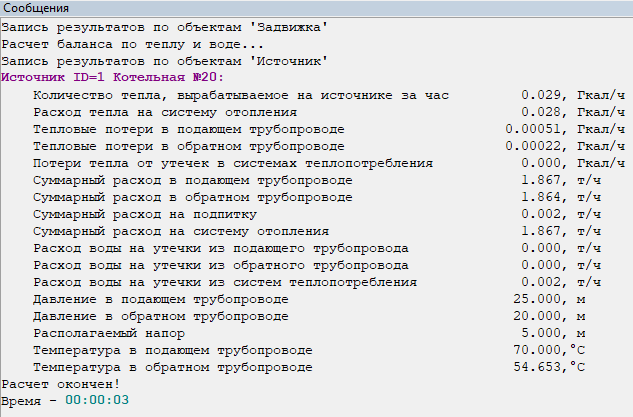 Сообщения
Запись результатов по объектам 'Задвижка'
Расчет баланса по теплу и воде...
Запись результатов по объектам 'Источник'
Источник ID=1 Котельная №20:
Количество тепла, вырабатываемое на источнике за час 0.029, Гкал/ч
Расход тепла на систему отопления 0.028, Гкал/ч
Тепловые потери в подающем трубопроводе 0.00051, Гкал/ч
Тепловые потери в обратном трубопроводе 0.00022, Гкал/ч
Потери тепла от утечек в системах теплопотребления 0.000, Гкал/ч
Суммарный расход в подающем трубопроводе 1.867, т/ч
Суммарный расход в обратном трубопроводе 1.864, т/ч
Суммарный расход на подпитку 0.002, т/ч
Суммарный расход на систему отопления 1.867, т/ч
Расход воды на утечки из подающего трубопровода 0.000, т/ч
Расход воды на утечки из обратного трубопровода 0.000, т/ч
Расход воды на утечки из систем теплопотребления 0.002, т/ч
Давление в подающем трубопроводе 25.000, м
Давление в обратном трубопроводе 20.000, м
Располагаемый напор 5.000, м
Температура в подающем трубопроводе 70.000,°C
Температура в обратном трубопроводе 54.653,°C
Расчет окончен!
Время - 00:00:03